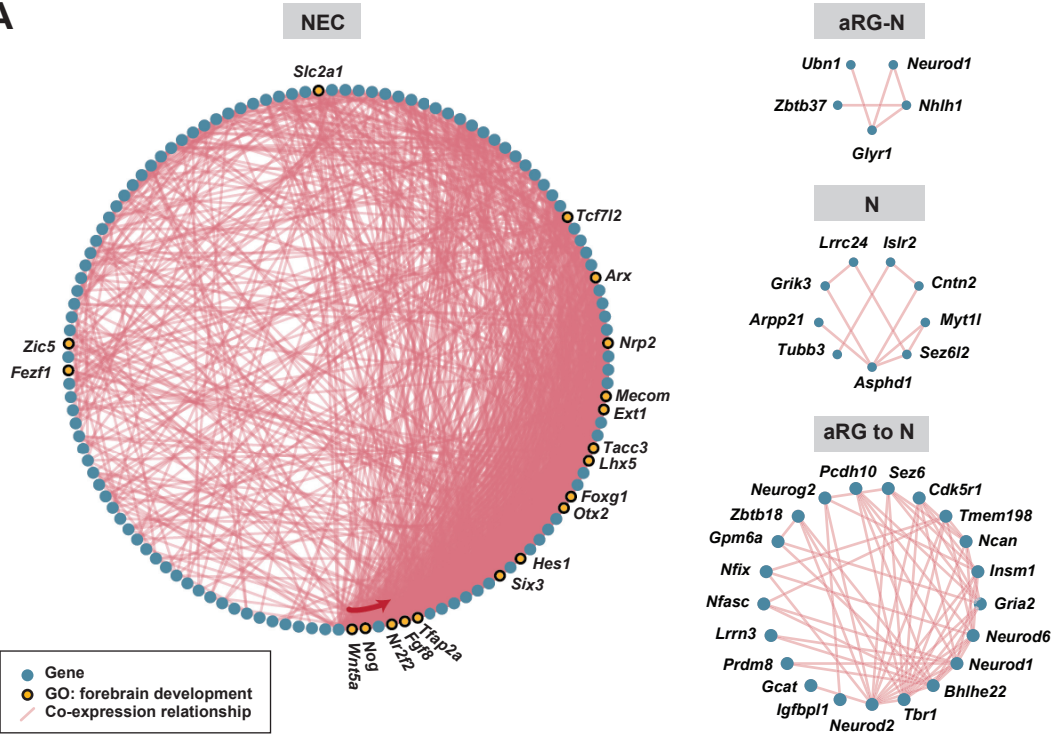 A
NEC
Slc2a1
Tcf7l2
Arx
Nrp2
Mecom
Ext1
Tacc3
Lhx5
Foxg1
Otx2
Hes1
Six3
Tfap2a
Fgf8
Nr2f2
Nog
Wnt5a
Zic5
Fezf1
Gene
GO: forebrain development
Co-expression relationship
aRG-N
Ubn1
Neurod1
Zbtb37
Nhlh1
Glyr1
N
Lrrc24
Islr2
Grik3
Cntn2
Arpp21
Myt1l
Tubb3
Sez6l2
Asphd1
aRG to N
Pcdh10
Sez6
Neurog2
Cdk5r1
Zbtb18
Tmem198
Gpm6a
Ncan
Nfix
Insm1
Nfasc
Gria2
Lrrn3
Neurod6
Prdm8
Neurod1
Gcat
Bhlhe22
Igfbpl1
Tbr1
Neurod2